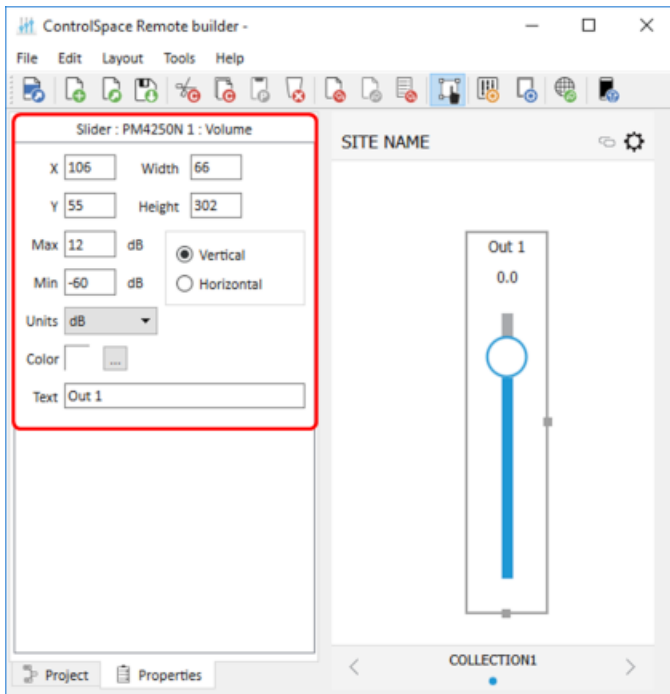 ControlSpace Remote builder -
File Edit Layout Tools Help
Slider : PM4250N 1 : Volume
X 106 Width 66
Y 55 Height 302
Max 12 dB
Min -60 dB
Vertical
Horizontal
Units dB
Color ...
Text Out 1
Project Properties
SITE NAME
Out 1
0.0
COLLECTION1